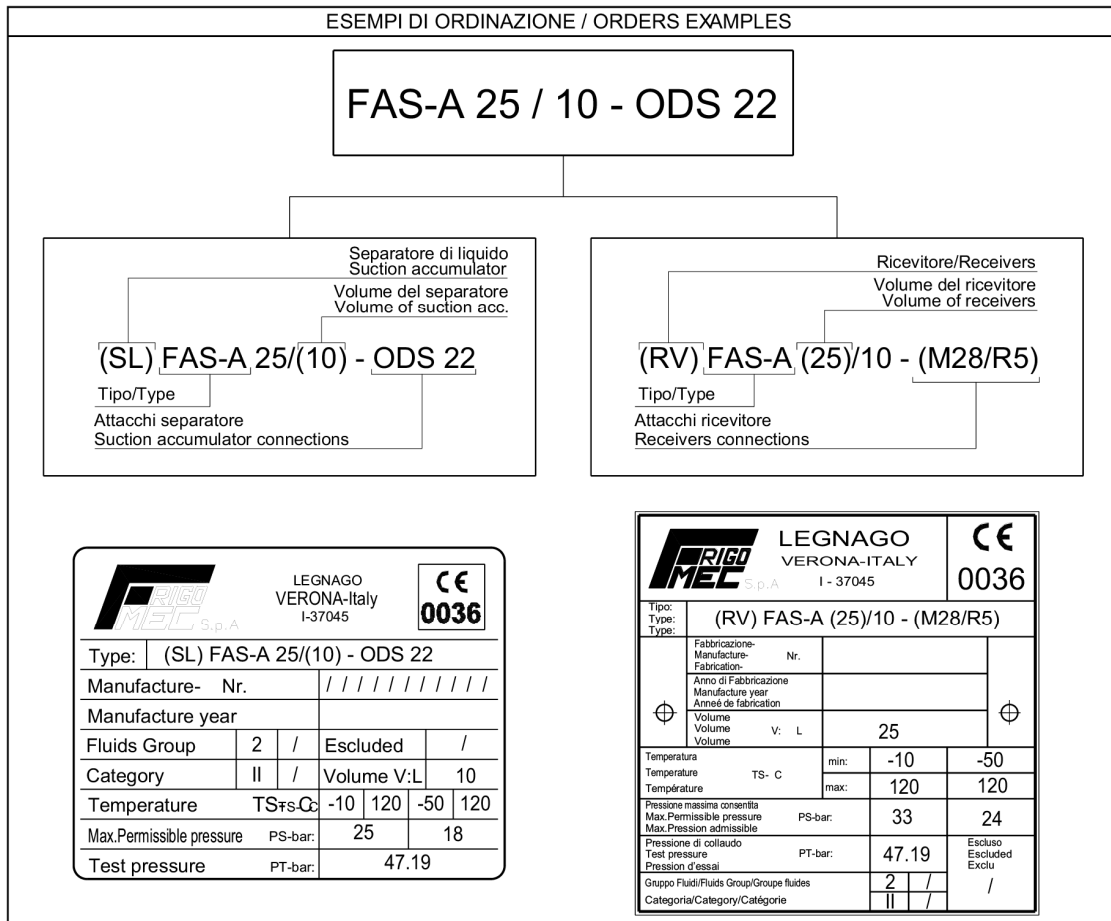 ESEMPI DI ORDINAZIONE / ORDERS EXAMPLES
FAS-A 25 / 10 - ODS 22
Separatore di liquido
Suction accumulator
Volume del separatore
Volume of suction acc.
(SL) FAS-A 25/(10) - ODS 22
Tipo/Type
Attacchi separatore
Suction accumulator connections
Ricevitore/Receivers
Volume del ricevitore
Volume of receivers
(RV) FAS-A (25)/10 - (M28/R5)
Tipo/Type
Attacchi ricevitore
Receivers connections
FRIGO MEC S.p.A
LEGNAGO
VERONA-Italy
I-37045
CE
0036
Type: (SL) FAS-A 25/(10) - ODS 22
Manufacture- Nr. / / / / / / / / / / /
Manufacture year
Fluids Group 2 / Escluded /
Category II / Volume V:L 10
Temperature TS -10 120 -50 120
Max.Permissible pressure PS-bar: 25 18
Test pressure PT-bar: 47.19
FRIGO MEC S.p.A
LEGNAGO
VERONA-ITALY
I - 37045
CE
0036
Tipo:
Type:
Type:
(RV) FAS-A (25)/10 - (M28/R5)
Fabbricazione-
Manufacture- Nr.
Fabrication-
Anno di Fabbricazione
Manufacture year
Anneé de fabrication
Volume
Volume V: L 25
Volume
Temperatura min: -10 -50
Temperature TS- C
Température max: 120 120
Pressione massima consentita
Max.Permissible pressure PS-bar: 33 24
Max.Pression admissible
Pressione di collaudo
Test pressure PT-bar: 47.19
Pression d'essai
Escluso
Escluded
Exclu
/
Gruppo Fluidi/Fluids Group/Groupe fluides 2 /
Categoria/Category/Catégorie II /